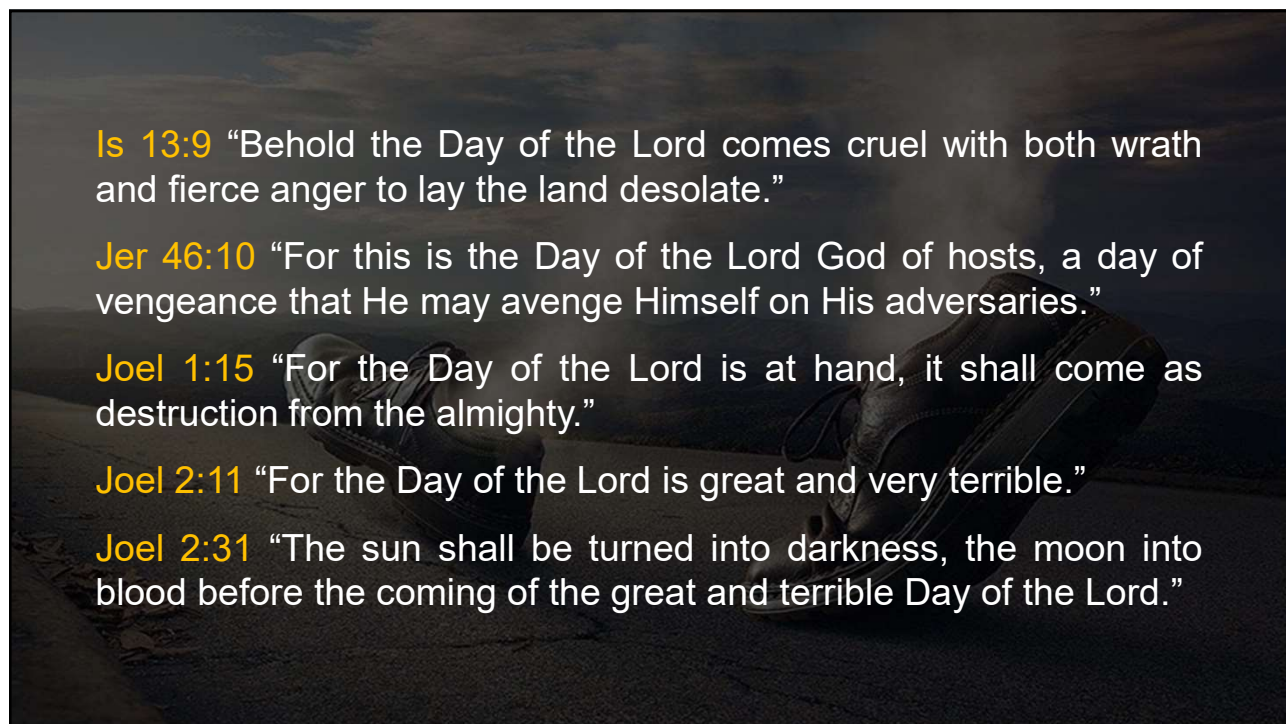 Is 13:9 “Behold the Day of the Lord comes cruel with both wrath
and fierce anger to lay the land desolate.”
Jer 46:10 “For this is the Day of the Lord God of hosts, a day of
vengeance that He may avenge Himself on His adversaries.”
Joel 1:15 “For the Day of the Lord is at hand, it shall come as
destruction from the almighty.”
Joel 2:11 “For the Day of the Lord is great and very terrible.”
Joel 2:31 “The sun shall be turned into darkness, the moon into
blood before the coming of the great and terrible Day of the Lord.”